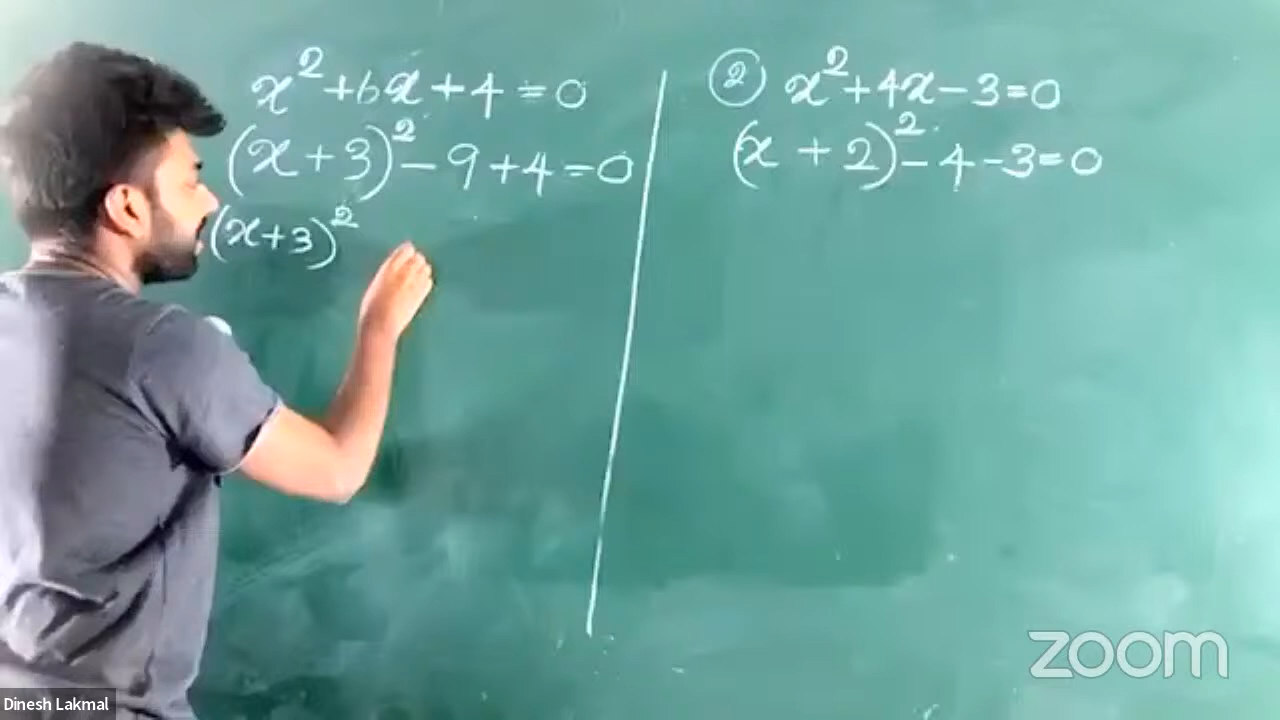 x² + 6x + 4 = 0
(x + 3)² - 9 + 4 = 0
(x + 3)²
② x² + 4x - 3 = 0
(x + 2)² - 4 - 3 = 0
zoom
Dinesh Lakmal